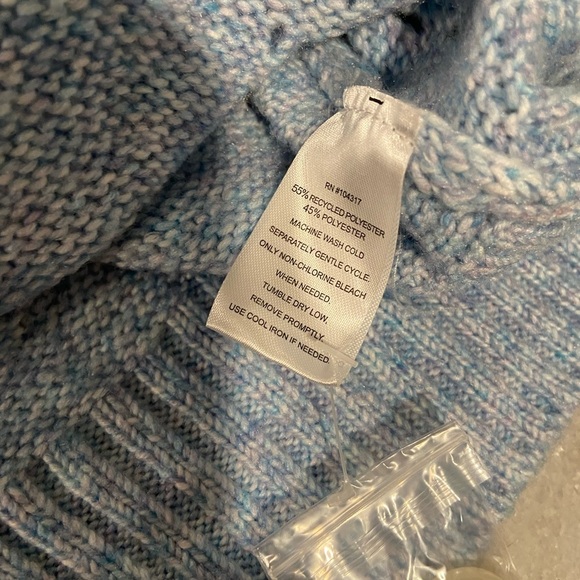 RN #104317
55% RECYCLED POLYESTER
45% POLYESTER
MACHINE WASH COLD
SEPARATELY GENTLE CYCLE.
ONLY NON-CHLORINE BLEACH
WHEN NEEDED.
TUMBLE DRY LOW.
REMOVE PROMPTLY.
USE COOL IRON IF NEEDED.